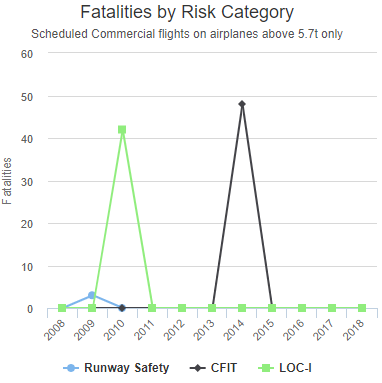 Fatalities by Risk Category
Scheduled Commercial flights on airplanes above 5.7t only
Fatalities
60
50
40
30
20
10
0
2008 2009 2010 2011 2012 2013 2014 2015 2016 2017 2018
Runway Safety CFIT LOC-I